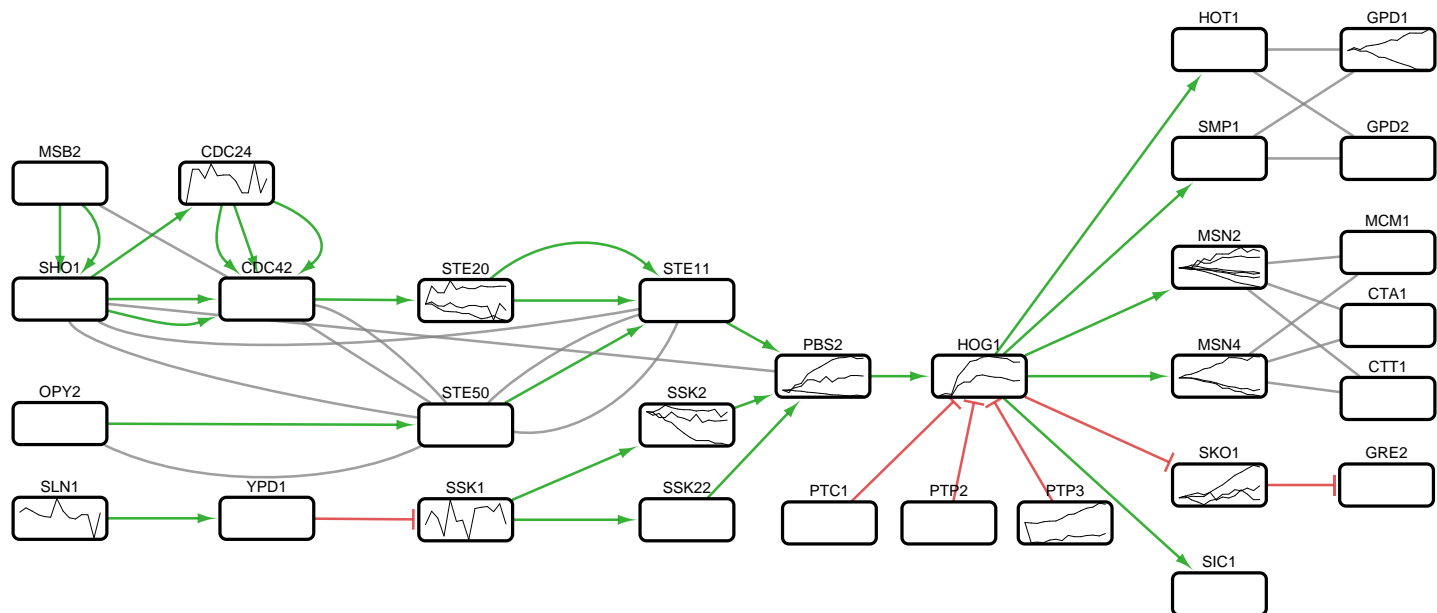 HOT1
GPD1
SMP1
GPD2
MSB2
CDC24
MCM1
MSN2
SHO1
CDC42
STE20
STE11
CTA1
PBS2
HOG1
MSN4
CTT1
OPY2
STE50
SSK2
SKO1
GRE2
SLN1
YPD1
SSK1
SSK22
PTC1
PTP2
PTP3
SIC1